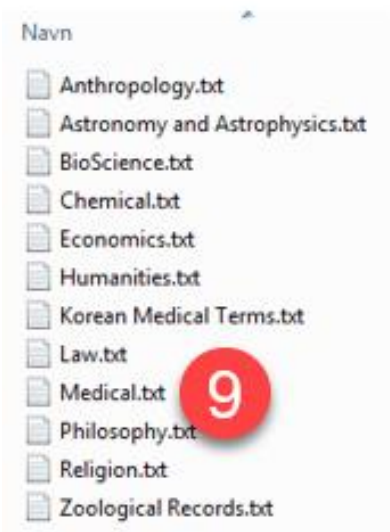 Navn
Anthropology.txt
Astronomy and Astrophysics.txt
BioScience.txt
Chemical.txt
Economics.txt
Humanities.txt
Korean Medical Terms.txt
Law.txt
Medical.txt
9
Philosophy.txt
Religion.txt
Zoological Records.txt